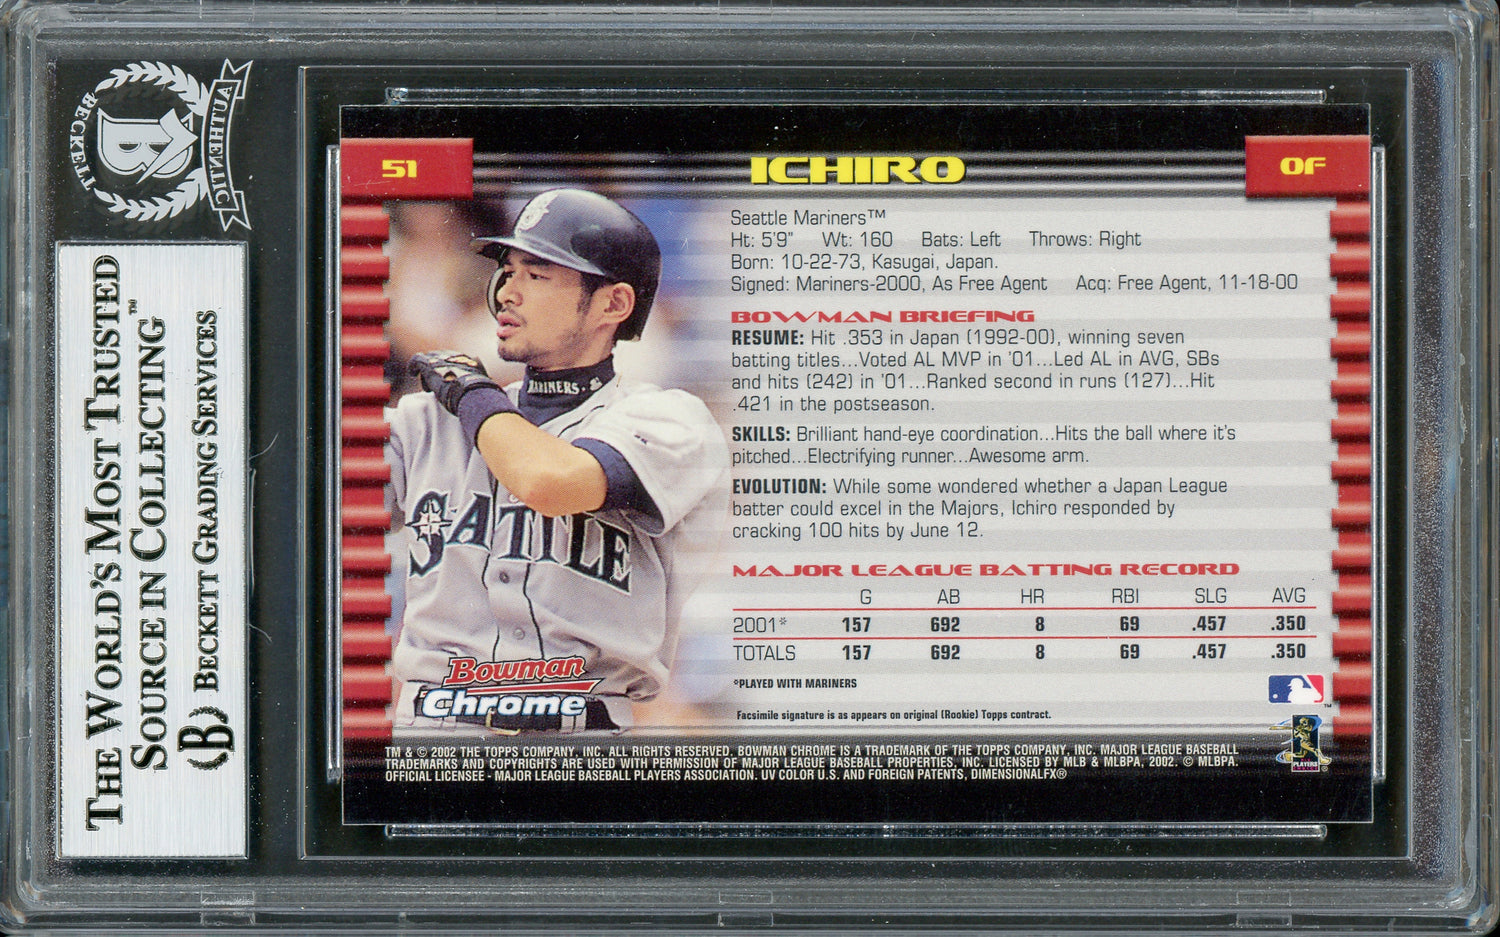 BECKETT
AUTHENTIC
B
THE WORLD'S MOST TRUSTED
SOURCE IN COLLECTING™
BECKETT GRADING SERVICES
B
51
ICHIRO
OF
Seattle Mariners™
Ht: 5'9" Wt: 160 Bats: Left Throws: Right
Born: 10-22-73, Kasugai, Japan.
Signed: Mariners-2000, As Free Agent Acq: Free Agent, 11-18-00
BOWMAN BRIEFING
RESUME: Hit .353 in Japan (1992-00), winning seven
batting titles...Voted AL MVP in '01...Led AL in AVG, SBs
and hits (242) in '01...Ranked second in runs (127)...Hit
.421 in the postseason.
SKILLS: Brilliant hand-eye coordination...Hits the ball where it's
pitched...Electrifying runner...Awesome arm.
EVOLUTION: While some wondered whether a Japan League
batter could excel in the Majors, Ichiro responded by
cracking 100 hits by June 12.
MAJOR LEAGUE BATTING RECORD
G AB HR RBI SLG AVG
2001* 157 692 8 69 .457 .350
TOTALS 157 692 8 69 .457 .350
*PLAYED WITH MARINERS
Facsimile signature is as appears on original (Rookie) Topps contract.
MARINERS
SEATTLE
Bowman
Chrome
TM & © 2002 THE TOPPS COMPANY, INC. ALL RIGHTS RESERVED. BOWMAN CHROME IS A TRADEMARK OF THE TOPPS COMPANY, INC. MAJOR LEAGUE BASEBALL
TRADEMARKS AND COPYRIGHTS ARE USED WITH PERMISSION OF MAJOR LEAGUE BASEBALL PROPERTIES, INC. LICENSED BY MLB & MLBPA, 2002. © MLBPA.
OFFICIAL LICENSEE - MAJOR LEAGUE BASEBALL PLAYERS ASSOCIATION. UV COLOR U.S. AND FOREIGN PATENTS, DIMENSIONALFX®
PLAYERS